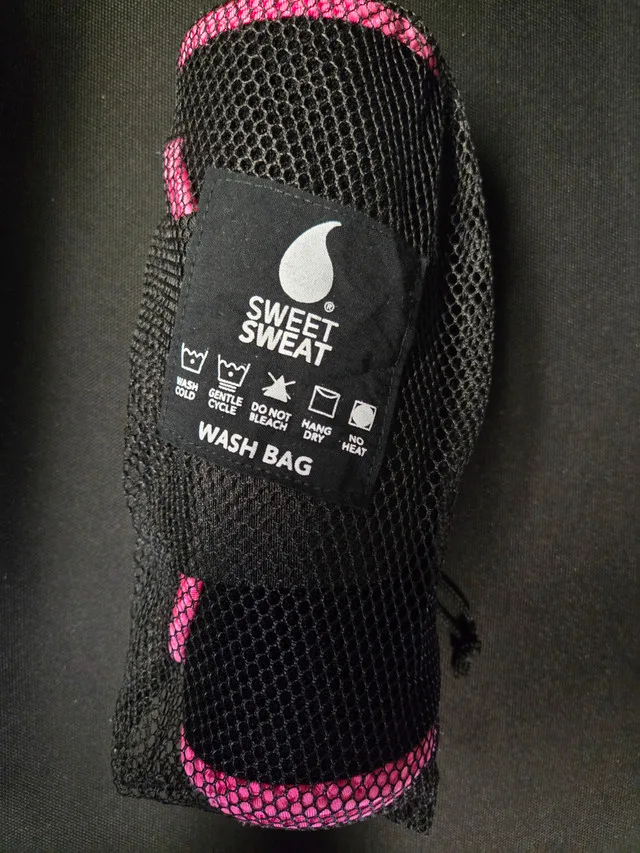 ®
SWEET
SWEAT
WASH
COLD
GENTLE
CYCLE
DO NOT
BLEACH
HANG
DRY
NO
HEAT
WASH BAG